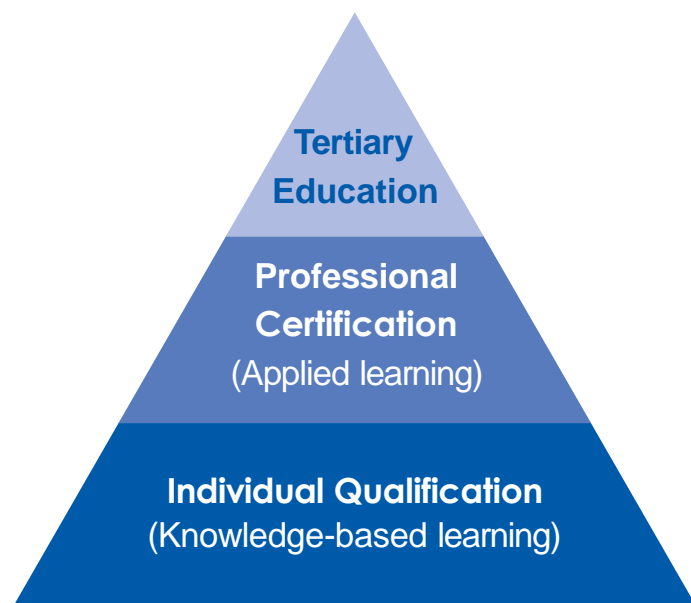 Tertiary
Education
Professional
Certification
(Applied learning)
Individual Qualification
(Knowledge-based learning)